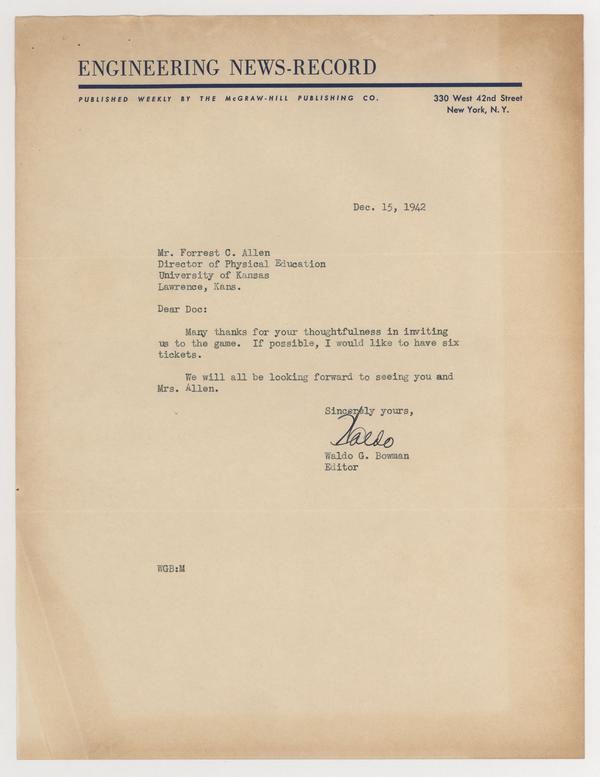 ENGINEERING NEWS-RECORD
PUBLISHED WEEKLY BY THE McGRAW-HILL PUBLISHING CO.
330 West 42nd Street
New York, N. Y.
Dec. 15, 1942
Mr. Forrest C. Allen
Director of Physical Education
University of Kansas
Lawrence, Kans.
Dear Doc:
Many thanks for your thoughtfulness in inviting
us to the game. If possible, I would like to have six
tickets.
We will all be looking forward to seeing you and
Mrs. Allen.
Sincerely yours,
Waldo
Waldo G. Bowman
Editor
WGB:M